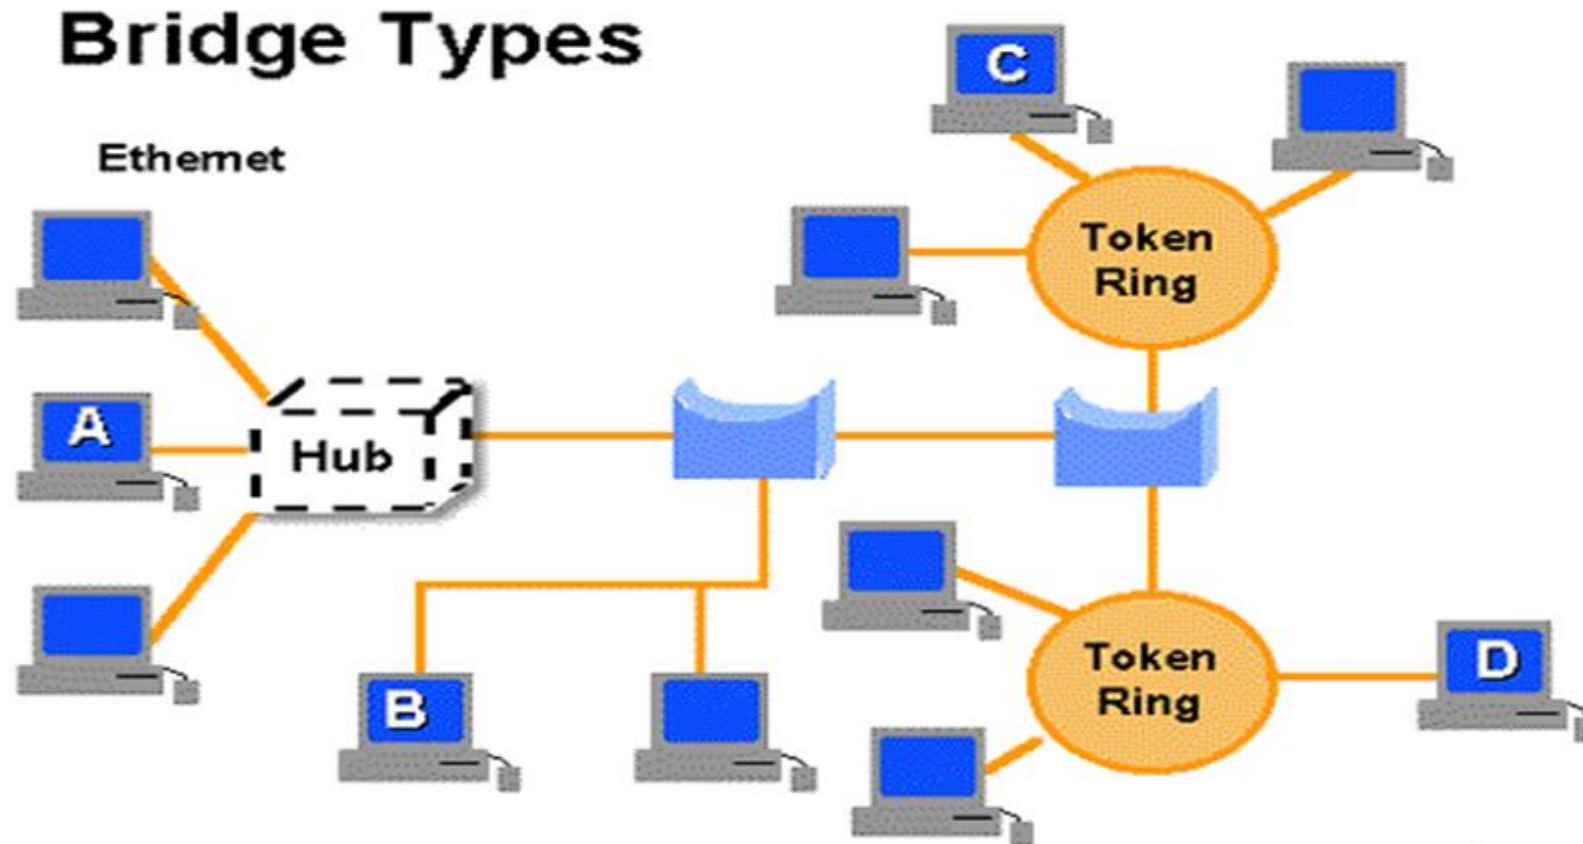 Bridge Types
Ethernet
C
Token
Ring
A
Hub
B
Token
Ring
D